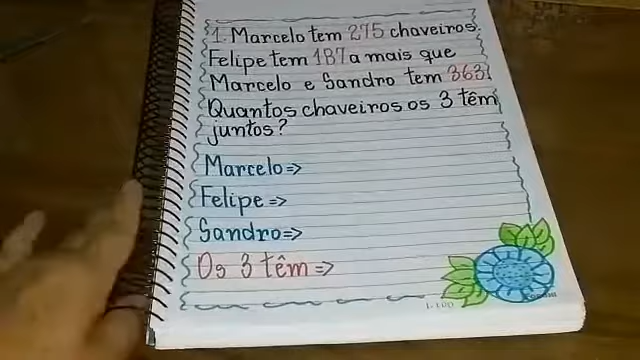 1. Marcelo tem 275 chaveiros.
Felipe tem 187 a mais que
Marcelo e Sandro tem 363.
Quantos chaveiros os 3 têm
juntos?
Marcelo=>
Felipe=>
Sandro=>
Os 3 têm=>